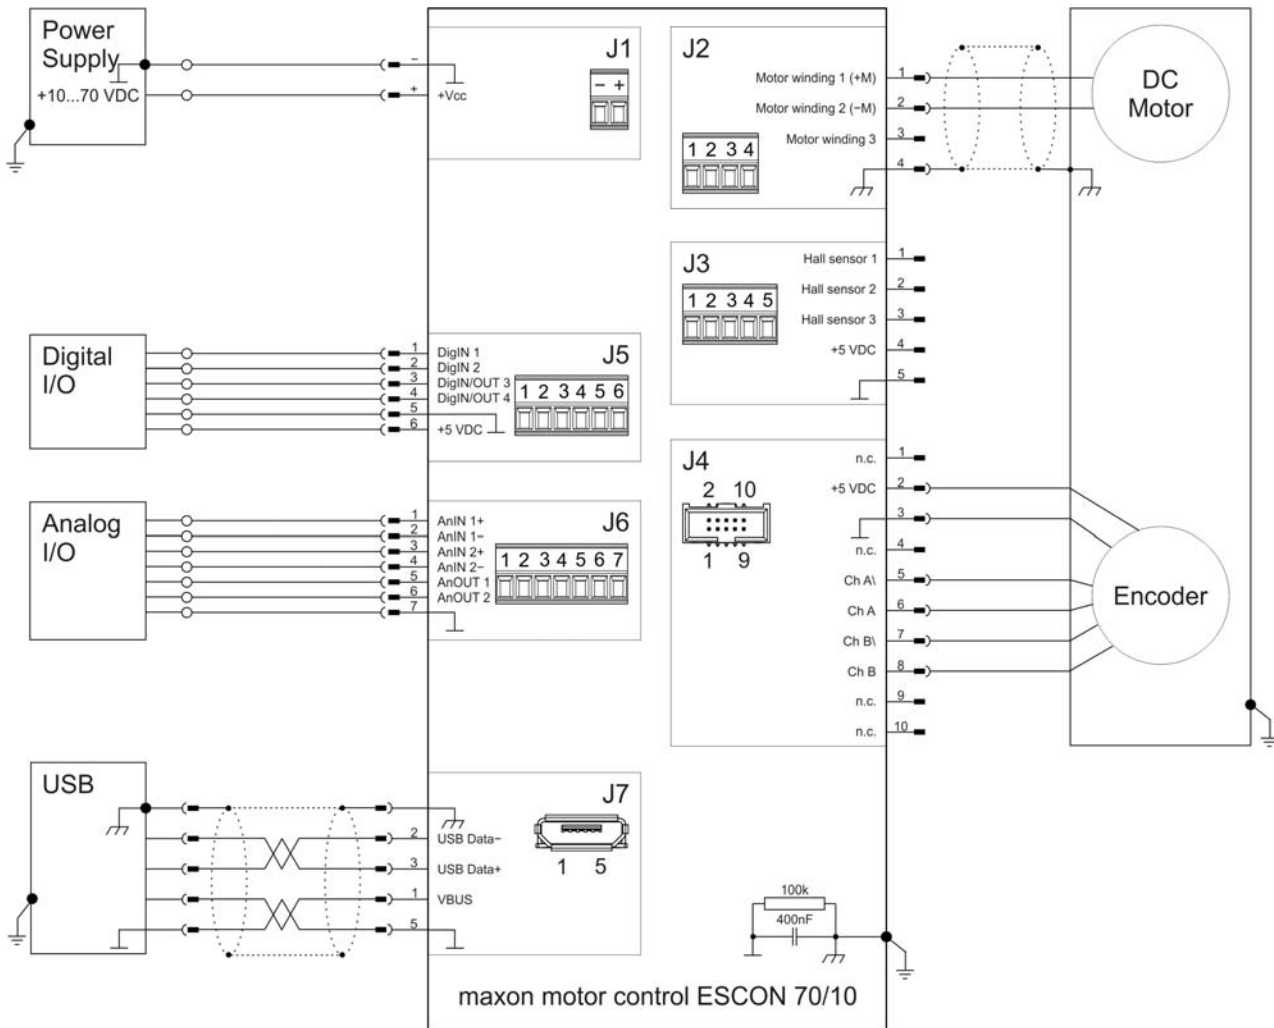 Power
Supply
+10...70 VDC
−
+
+Vcc
J1
− +
J2
Motor winding 1 (+M)
1
Motor winding 2 (−M)
2
Motor winding 3
3
4
1 2 3 4
DC
Motor
J3
1 2 3 4 5
Hall sensor 1
1
Hall sensor 2
2
Hall sensor 3
3
+5 VDC
4
5
Digital
I/O
1
DigIN 1
2
DigIN 2
3
DigIN/OUT 3
4
DigIN/OUT 4
5
6
+5 VDC
J5
1 2 3 4 5 6
J4
2 10
1 9
n.c.
1
+5 VDC
2
3
n.c.
4
Ch A\
5
Ch A
6
Ch B\
7
Ch B
8
n.c.
9
n.c.
10
Encoder
Analog
I/O
1
AnIN 1+
2
AnIN 1−
3
AnIN 2+
4
AnIN 2−
5
AnOUT 1
6
AnOUT 2
7
J6
1 2 3 4 5 6 7
USB
2
USB Data−
3
USB Data+
1
VBUS
5
J7
1 5
100k
400nF
maxon motor control ESCON 70/10